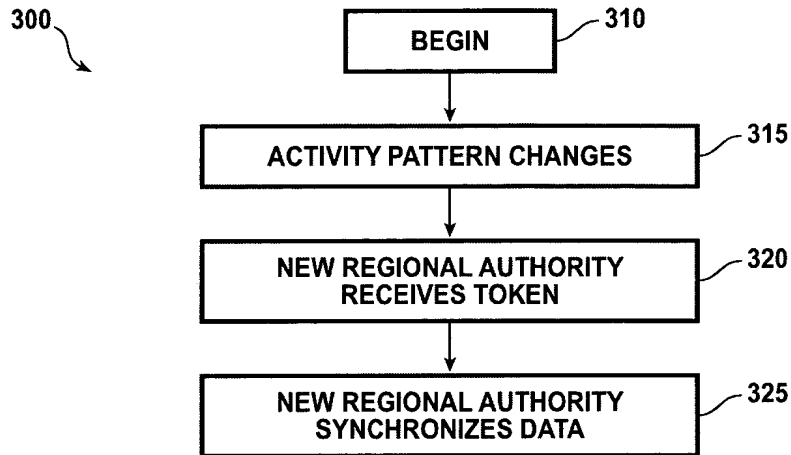 300
BEGIN
310
ACTIVITY PATTERN CHANGES
315
NEW REGIONAL AUTHORITY
RECEIVES TOKEN
320
NEW REGIONAL AUTHORITY
SYNCHRONIZES DATA
325